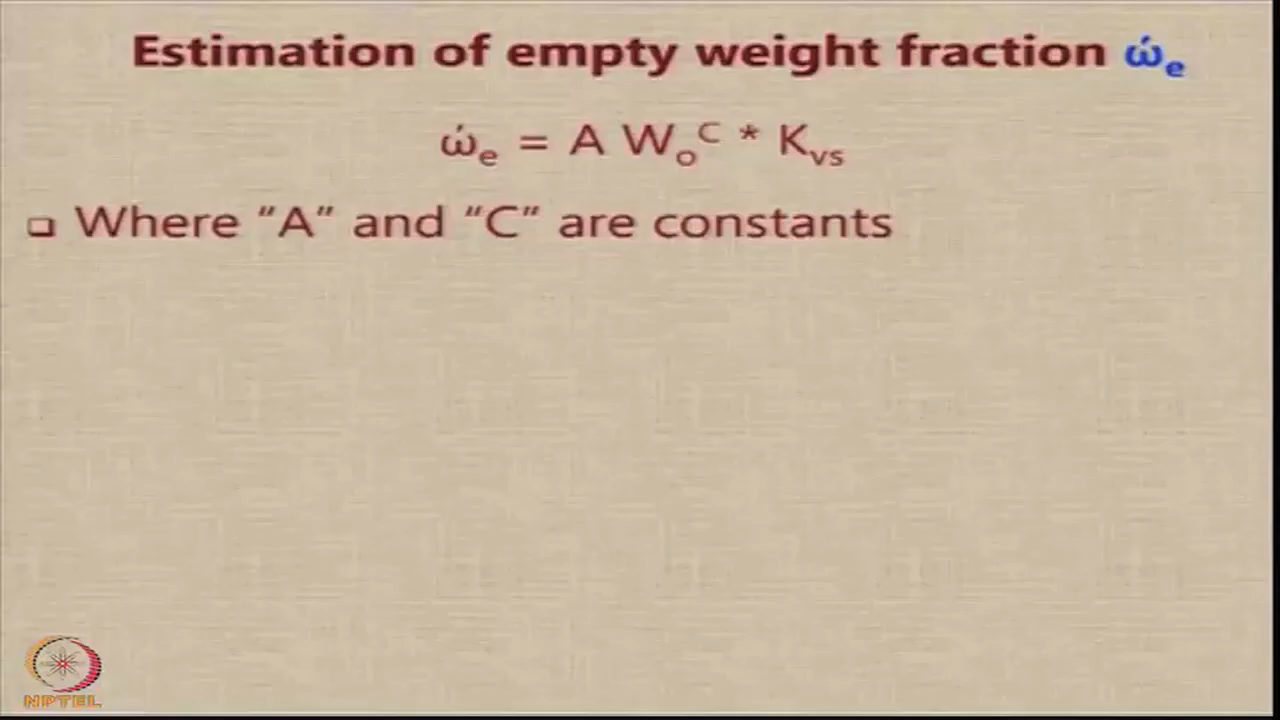 Estimation of empty weight fraction ώₑ
ώₑ = A Wₒᶜ * Kᵥₛ
❑ Where “A” and “C” are constants
NPTEL